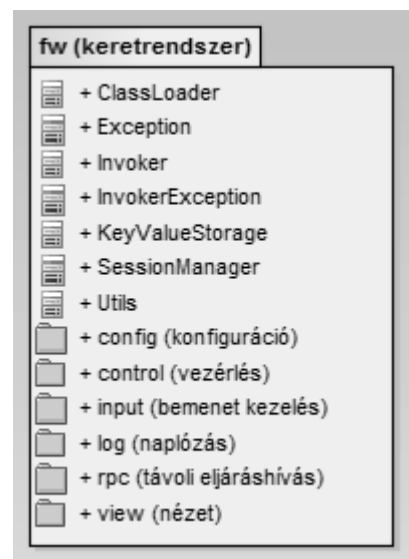 fw (keretrendszer)
+ ClassLoader
+ Exception
+ Invoker
+ InvokerException
+ KeyValueStorage
+ SessionManager
+ Utils
+ config (konfiguráció)
+ control (vezérlés)
+ input (bemenet kezelés)
+ log (naplózás)
+ rpc (távoli eljáráshívás)
+ view (nézet)